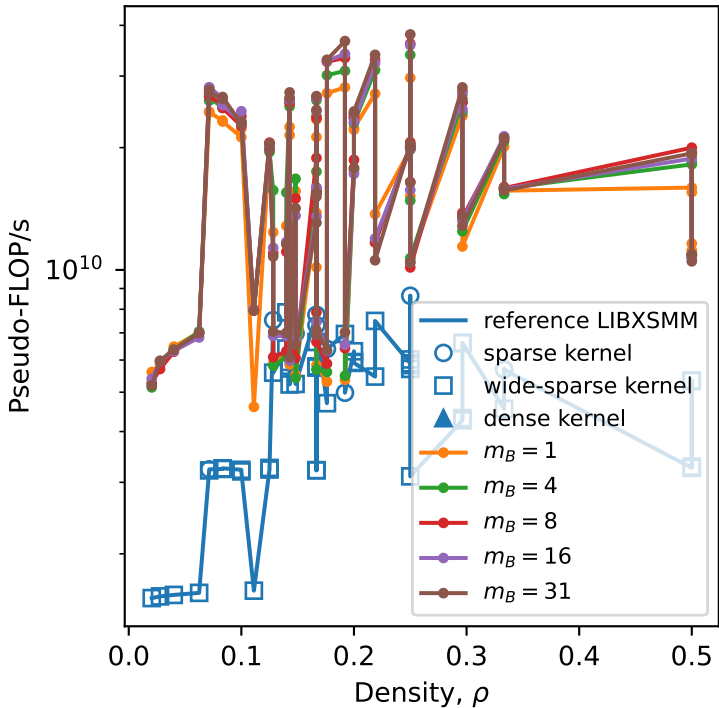 Pseudo-FLOP/s
10^10
reference LIBXSMM
sparse kernel
wide-sparse kernel
dense kernel
m_B = 1
m_B = 4
m_B = 8
m_B = 16
m_B = 31
0.0 0.1 0.2 0.3 0.4 0.5
Density, ρ